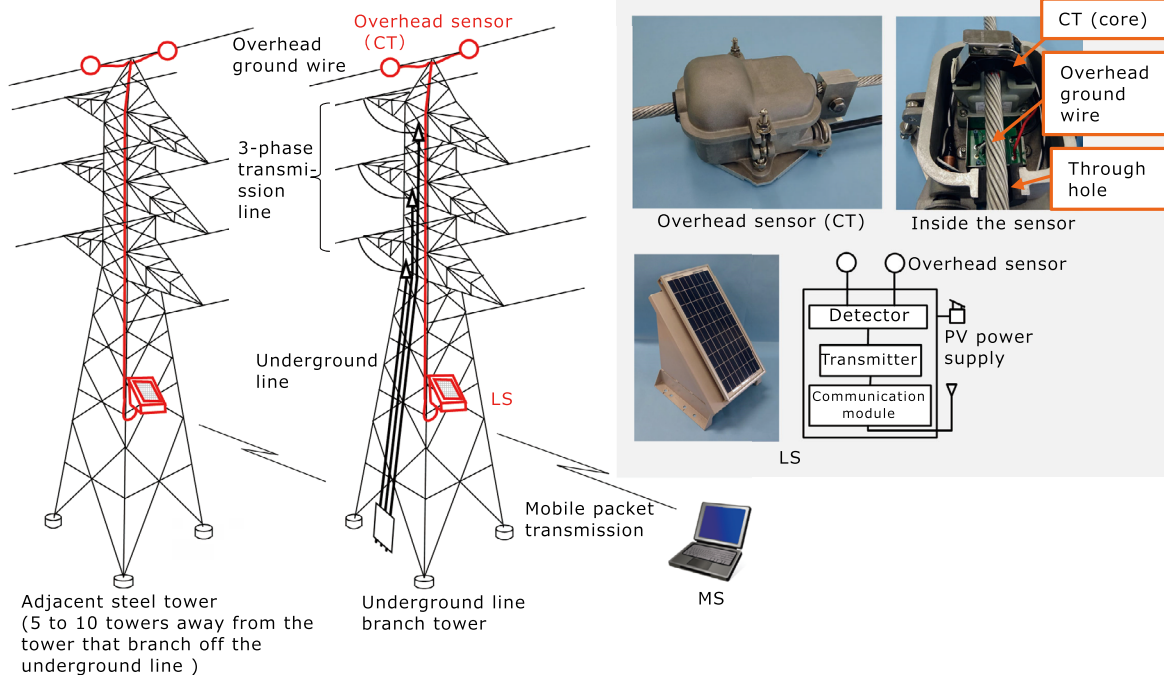 Overhead sensor
(CT)
Overhead
ground wire
3-phase
transmi-
ssion
line
Underground
line
LS
Mobile packet
transmission
MS
Adjacent steel tower
(5 to 10 towers away from the
tower that branch off the
underground line )
Underground line
branch tower
CT (core)
Overhead
ground
wire
Through
hole
Overhead sensor (CT)
Inside the sensor
Overhead sensor
Detector
PV power
supply
Transmitter
Communication
module
LS